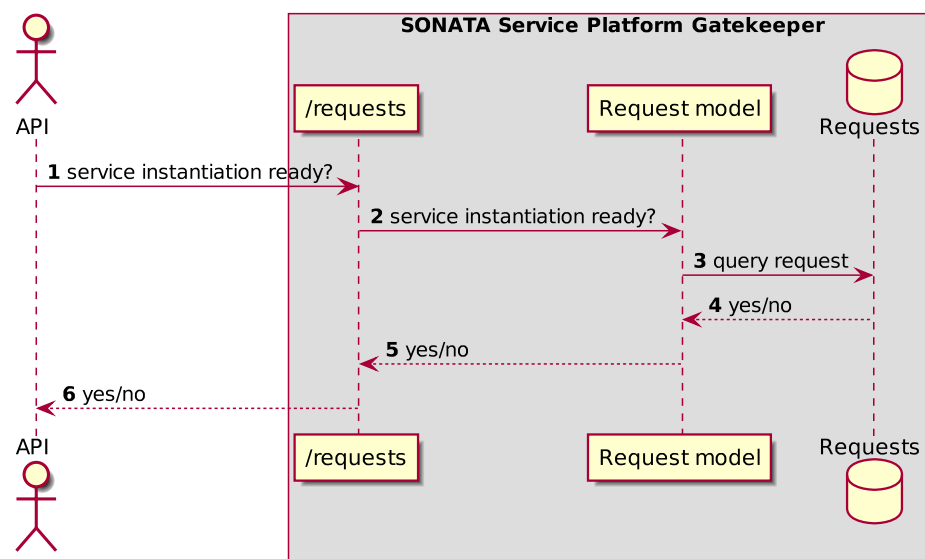 SONATA Service Platform Gatekeeper
/requests
Request model
API
Requests
1 service instantiation ready?
2 service instantiation ready?
3 query request
4 yes/no
5 yes/no
6 yes/no
API
Requests
/requests
Request model